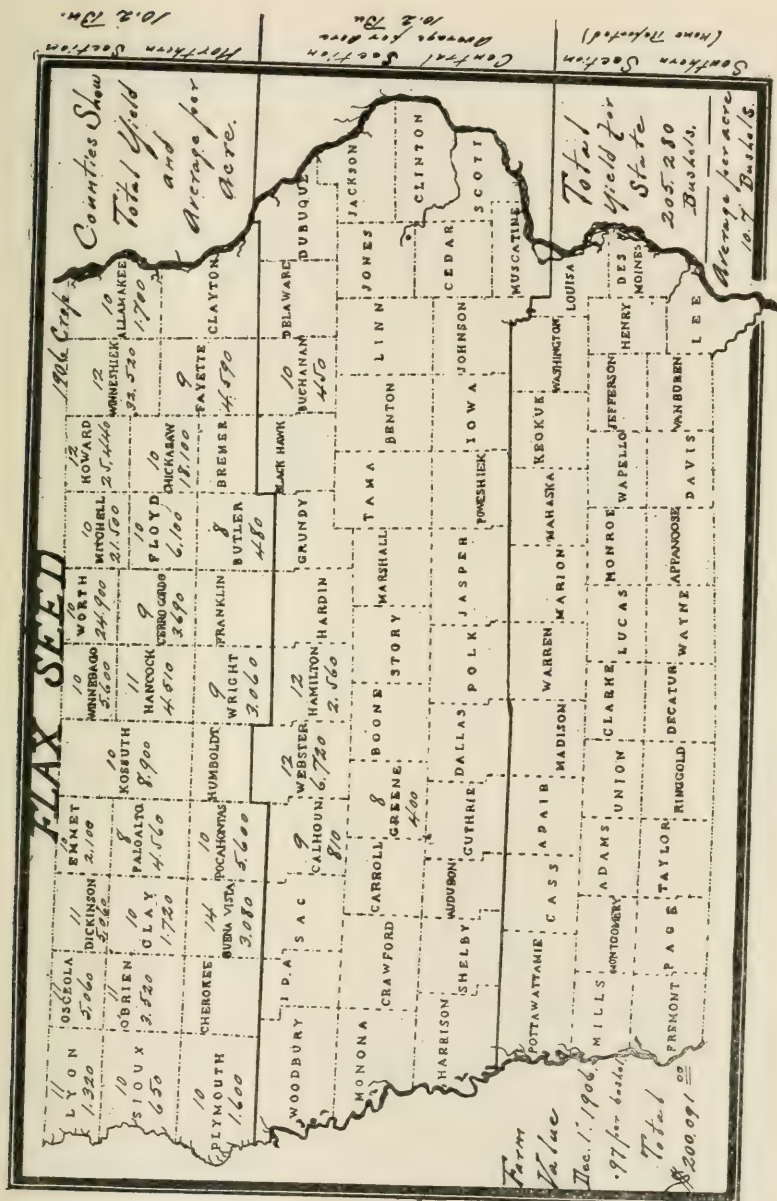 FLAX SEED
1906 Crop
Counties Show
Total Yield
and
Average per
Acre.
11
LYON
1.320
11
OSCEOLA
5,060
11
DICKINSON
5,060
10
EMMET
2,100
10
KOSSUTH
8,900
10
WINNEBAGO
5.600
10
WORTH
24.900
10
MITCHELL
21.500
12
HOWARD
25,440
12
WINNESHIEK
32.520
10
ALLAMAKEE
1.700
10
SIOUX
650
11
O'BRIEN
3.520
10
CLAY
1.720
8
PALO ALTO
4.560
11
HANCOCK
4.510
9
CERRO GORDO
3.690
10
FLOYD
6,100
10
CHICKASAW
18.100
9
FAYETTE
4.590
CLAYTON
10
PLYMOUTH
1.600
CHEROKEE
14
BUENA VISTA
3.080
10
POCAHONTAS
5.600
HUMBOLDT
9
WRIGHT
3.060
FRANKLIN
8
BUTLER
480
BREMER
WOODBURY
IDA
SAC
9
CALHOUN
810
12
WEBSTER
6.720
12
HAMILTON
2.560
HARDIN
GRUNDY
BLACK HAWK
10
BUCHANAN
450
DELAWARE
DUBUQUE
MONONA
CRAWFORD
CARROLL
8
GREENE
400
BOONE
STORY
MARSHALL
TAMA
BENTON
LINN
JONES
JACKSON
CLINTON
HARRISON
SHELBY
AUDUBON
GUTHRIE
DALLAS
POLK
JASPER
POWESHIEK
IOWA
JOHNSON
CEDAR
SCOTT
MUSCATINE
POTTAWATTAMIE
CASS
ADAIR
MADISON
WARREN
MARION
MAHASKA
KEOKUK
WASHINGTON
LOUISA
MILLS
MONTGOMERY
ADAMS
UNION
CLARKE
LUCAS
MONROE
WAPELLO
JEFFERSON
HENRY
DES
MOINES
FREMONT
PAGE
TAYLOR
RINGGOLD
DECATUR
WAYNE
APPANOOSE
DAVIS
VAN BUREN
LEE
Farm
Value
Dec. 1" 1906,
.97 per bushel
Total
$200,091 00
Total
Yield for
State
205.280
Bushels.
Average per acre
10.7 Bushels.
Northern Section
10.2 Bu.
Central Section
Average per Acre
10.2 Bu
Southern Section
(None Reported)